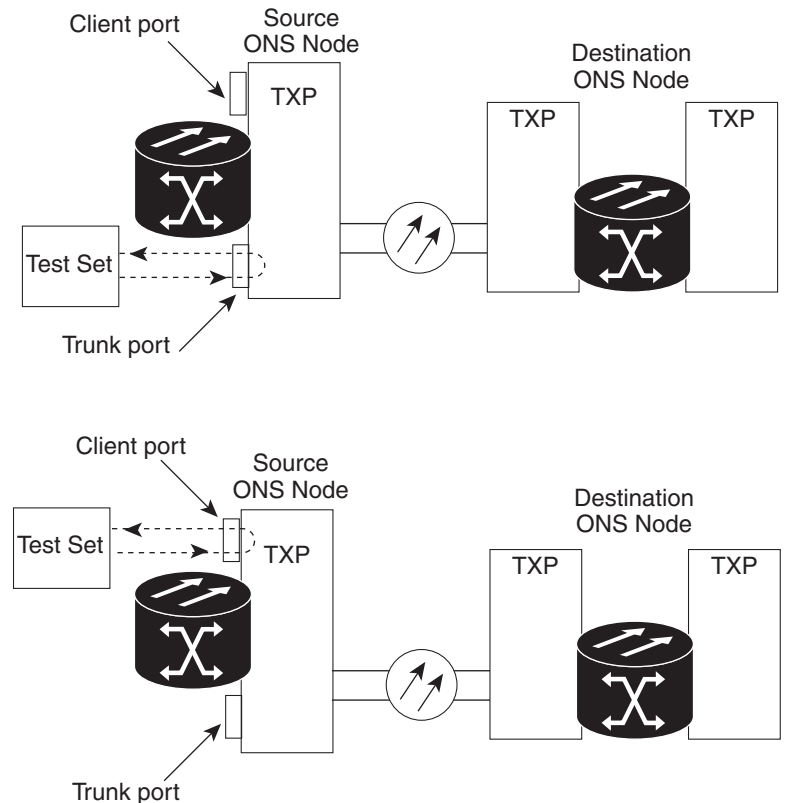 Client port
Source
ONS Node
TXP
Destination
ONS Node
TXP
TXP
Test Set
Trunk port
Client port
Source
ONS Node
Test Set
TXP
Destination
ONS Node
TXP
TXP
Trunk port